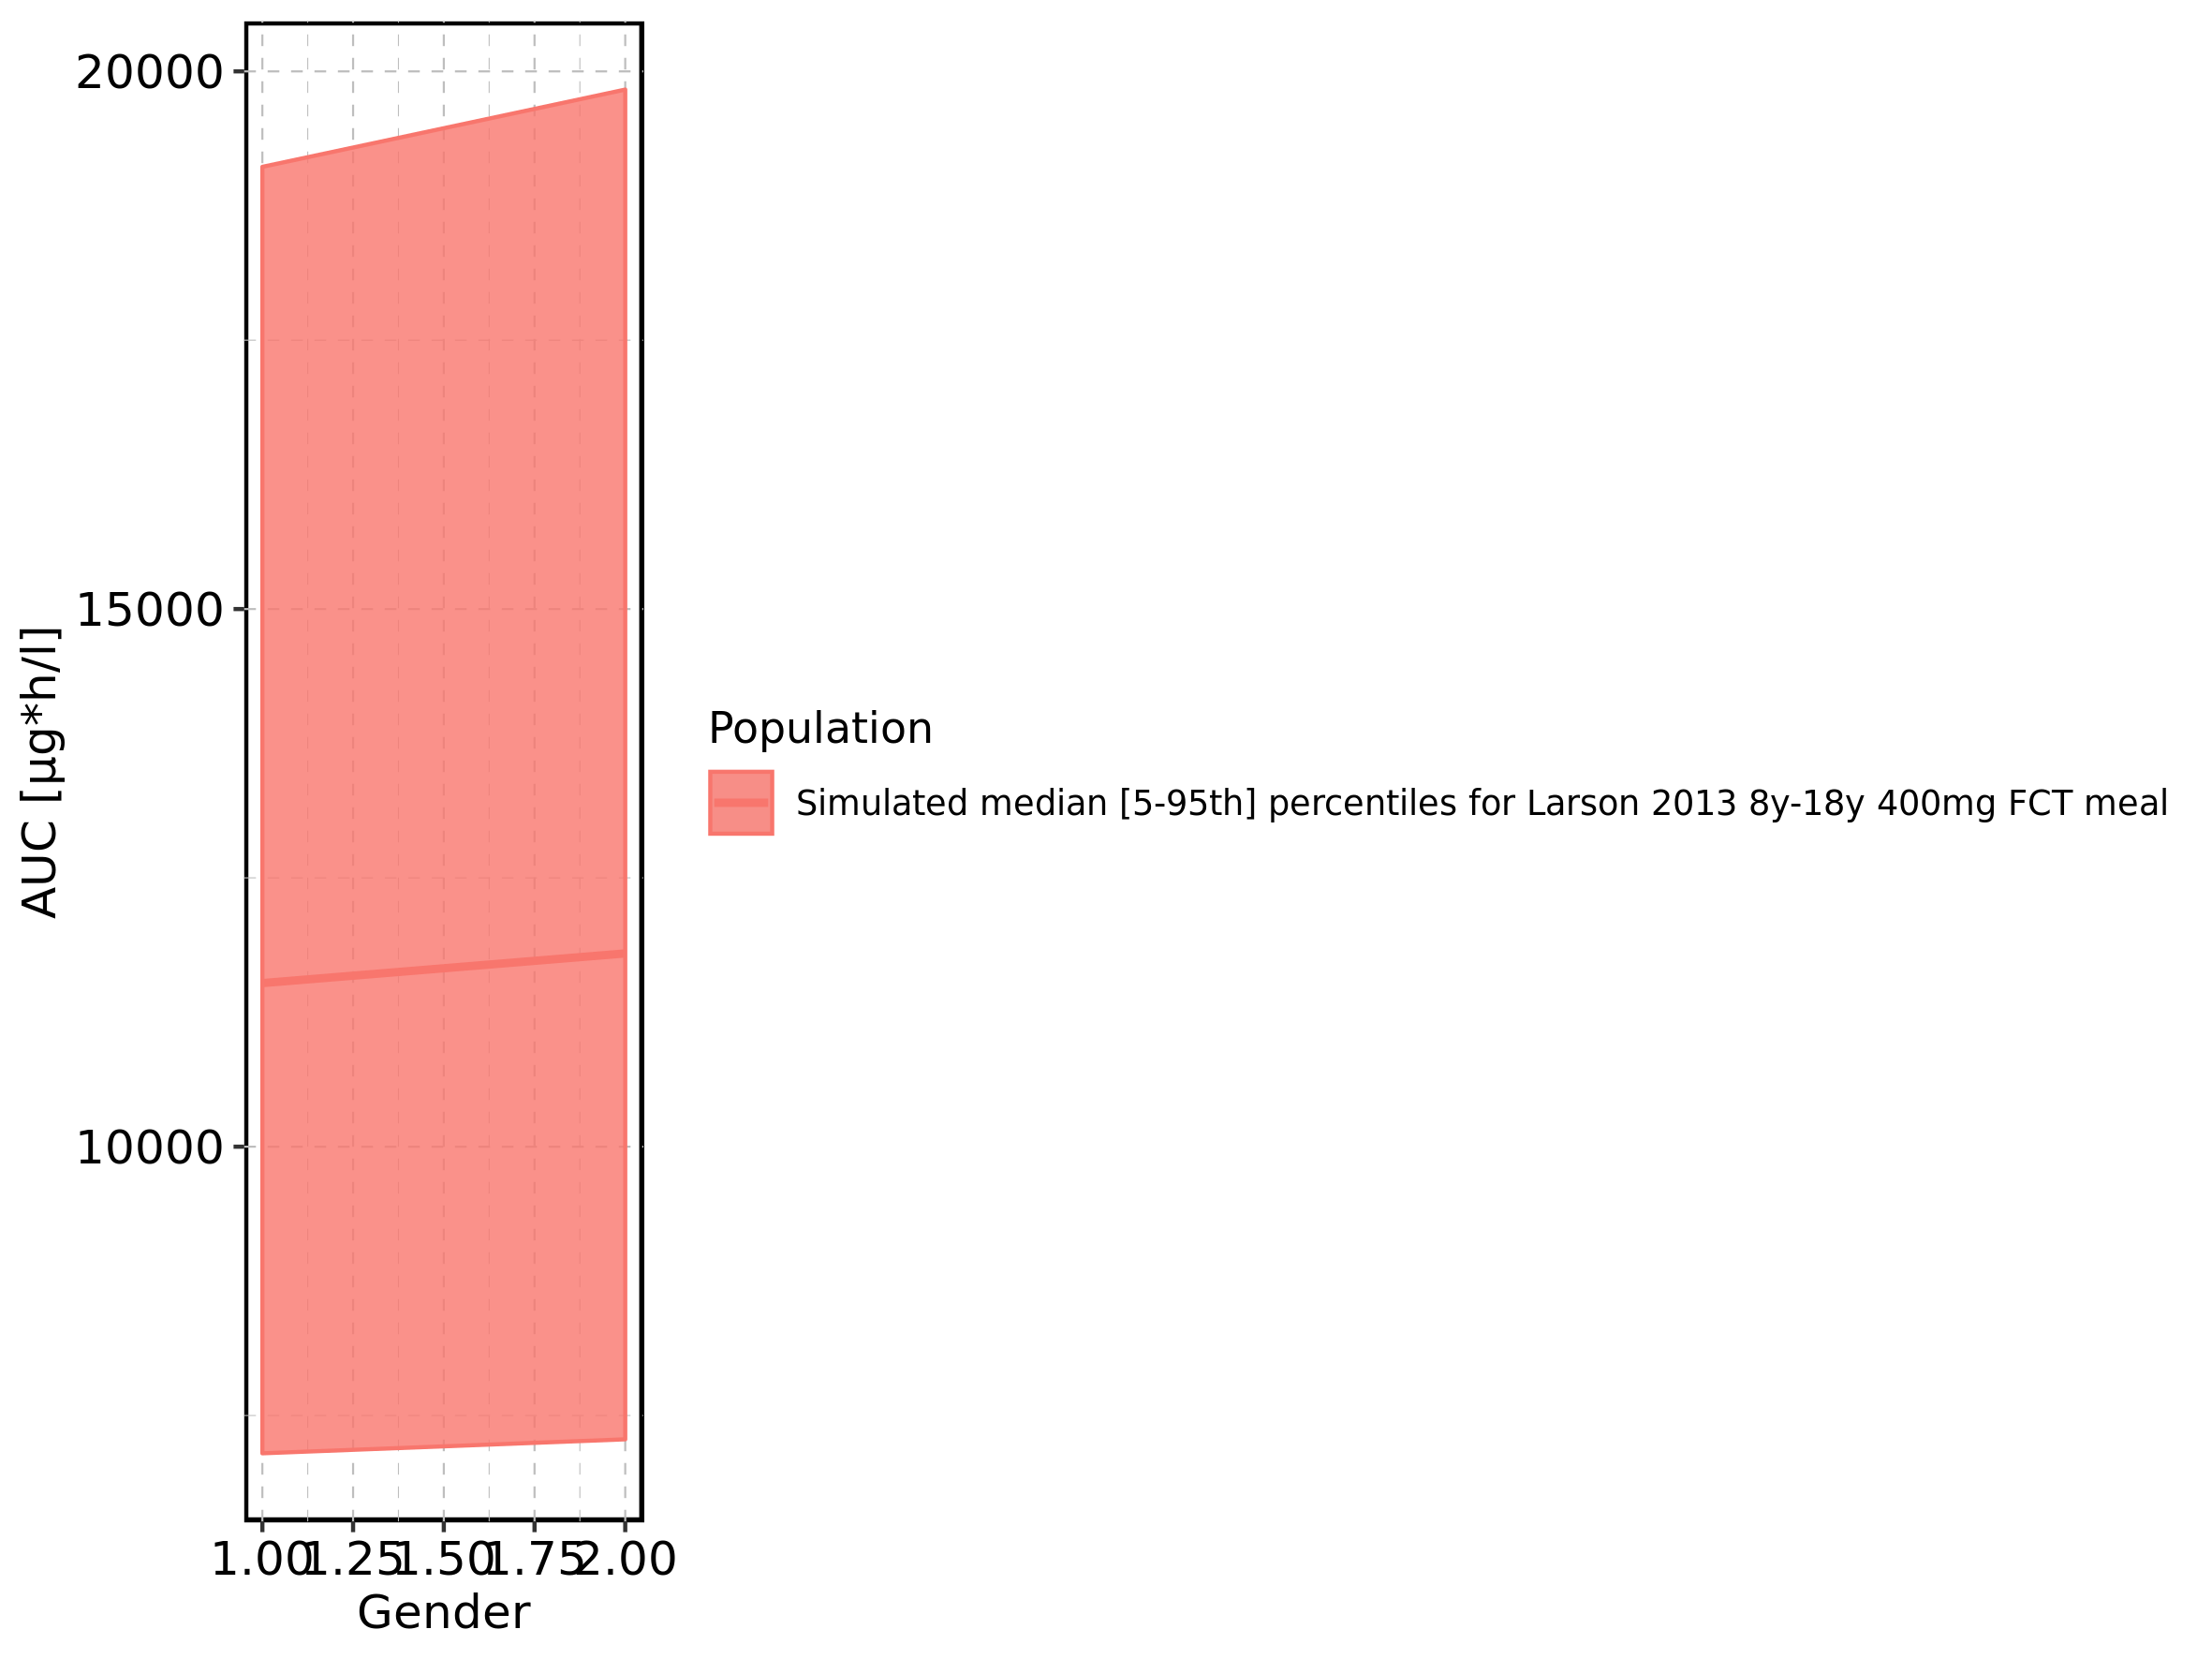 20000
15000
10000
AUC [µg*h/l]
1.00 1.25 1.50 1.75 2.00
Gender
Population
Simulated median [5-95th] percentiles for Larson 2013 8y-18y 400mg FCT meal